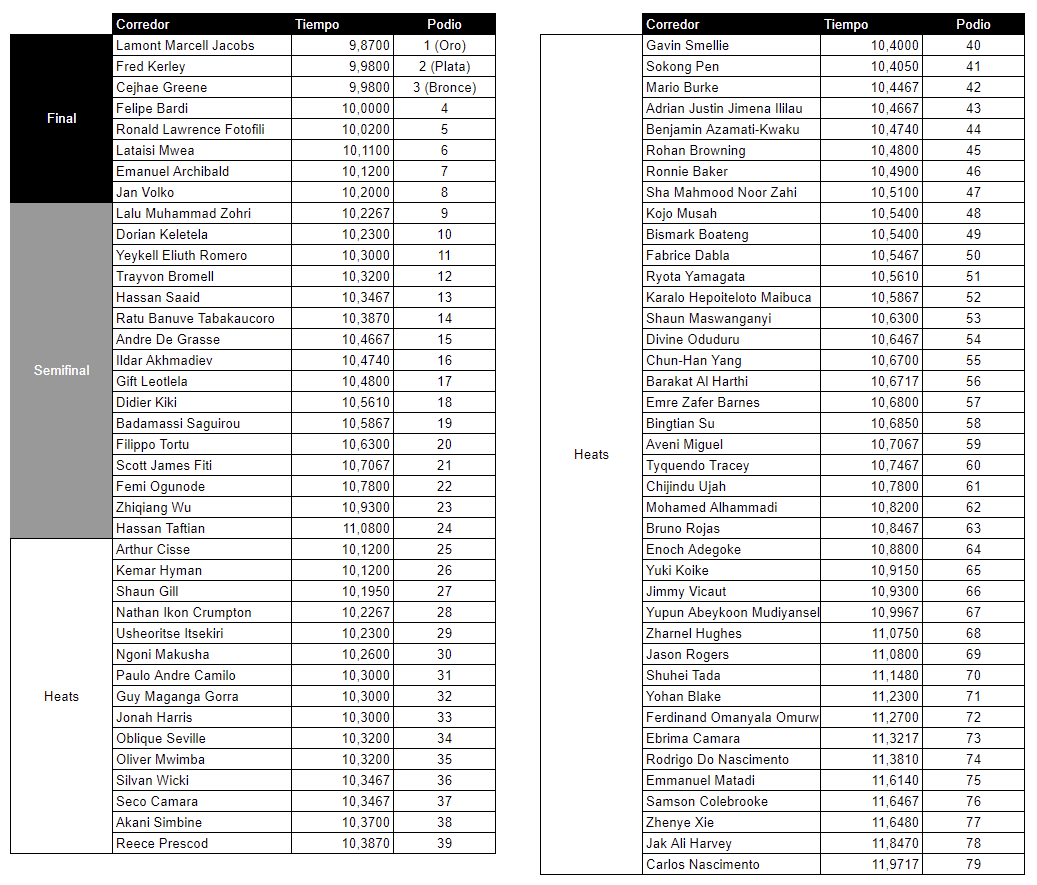 Corredor Tiempo Podio
Final
Lamont Marcell Jacobs 9,8700 1 (Oro)
Fred Kerley 9,9800 2 (Plata)
Cejhae Greene 9,9800 3 (Bronce)
Felipe Bardi 10,0000 4
Ronald Lawrence Fotofili 10,0200 5
Lataisi Mwea 10,1100 6
Emanuel Archibald 10,1200 7
Jan Volko 10,2000 8
Semifinal
Lalu Muhammad Zohri 10,2267 9
Dorian Keletela 10,2300 10
Yeykell Eliuth Romero 10,3000 11
Trayvon Bromell 10,3200 12
Hassan Saaid 10,3467 13
Ratu Banuve Tabakaucoro 10,3870 14
Andre De Grasse 10,4667 15
Ildar Akhmadiev 10,4740 16
Gift Leotlela 10,4800 17
Didier Kiki 10,5610 18
Badamassi Saguirou 10,5867 19
Filippo Tortu 10,6300 20
Scott James Fiti 10,7067 21
Femi Ogunode 10,7800 22
Zhiqiang Wu 10,9300 23
Hassan Taftian 11,0800 24
Heats
Arthur Cisse 10,1200 25
Kemar Hyman 10,1200 26
Shaun Gill 10,1950 27
Nathan Ikon Crumpton 10,2267 28
Usheoritse Itsekiri 10,2300 29
Ngoni Makusha 10,2600 30
Paulo Andre Camilo 10,3000 31
Guy Maganga Gorra 10,3000 32
Jonah Harris 10,3000 33
Oblique Seville 10,3200 34
Oliver Mwimba 10,3200 35
Silvan Wicki 10,3467 36
Seco Camara 10,3467 37
Akani Simbine 10,3700 38
Reece Prescod 10,3870 39
Corredor Tiempo Podio
Heats
Gavin Smellie 10,4000 40
Sokong Pen 10,4050 41
Mario Burke 10,4467 42
Adrian Justin Jimena Ililau 10,4667 43
Benjamin Azamati-Kwaku 10,4740 44
Rohan Browning 10,4800 45
Ronnie Baker 10,4900 46
Sha Mahmood Noor Zahi 10,5100 47
Kojo Musah 10,5400 48
Bismark Boateng 10,5400 49
Fabrice Dabla 10,5467 50
Ryota Yamagata 10,5610 51
Karalo Hepoiteloto Maibuca 10,5867 52
Shaun Maswanganyi 10,6300 53
Divine Oduduru 10,6467 54
Chun-Han Yang 10,6700 55
Barakat Al Harthi 10,6717 56
Emre Zafer Barnes 10,6800 57
Bingtian Su 10,6850 58
Aveni Miguel 10,7067 59
Tyquendo Tracey 10,7467 60
Chijindu Ujah 10,7800 61
Mohamed Alhammadi 10,8200 62
Bruno Rojas 10,8467 63
Enoch Adegoke 10,8800 64
Yuki Koike 10,9150 65
Jimmy Vicaut 10,9300 66
Yupun Abeykoon Mudiyansel 10,9967 67
Zharnel Hughes 11,0750 68
Jason Rogers 11,0800 69
Shuhei Tada 11,1480 70
Yohan Blake 11,2300 71
Ferdinand Omanyala Omurw 11,2700 72
Ebrima Camara 11,3217 73
Rodrigo Do Nascimento 11,3810 74
Emmanuel Matadi 11,6140 75
Samson Colebrooke 11,6467 76
Zhenye Xie 11,6480 77
Jak Ali Harvey 11,8470 78
Carlos Nascimento 11,9717 79